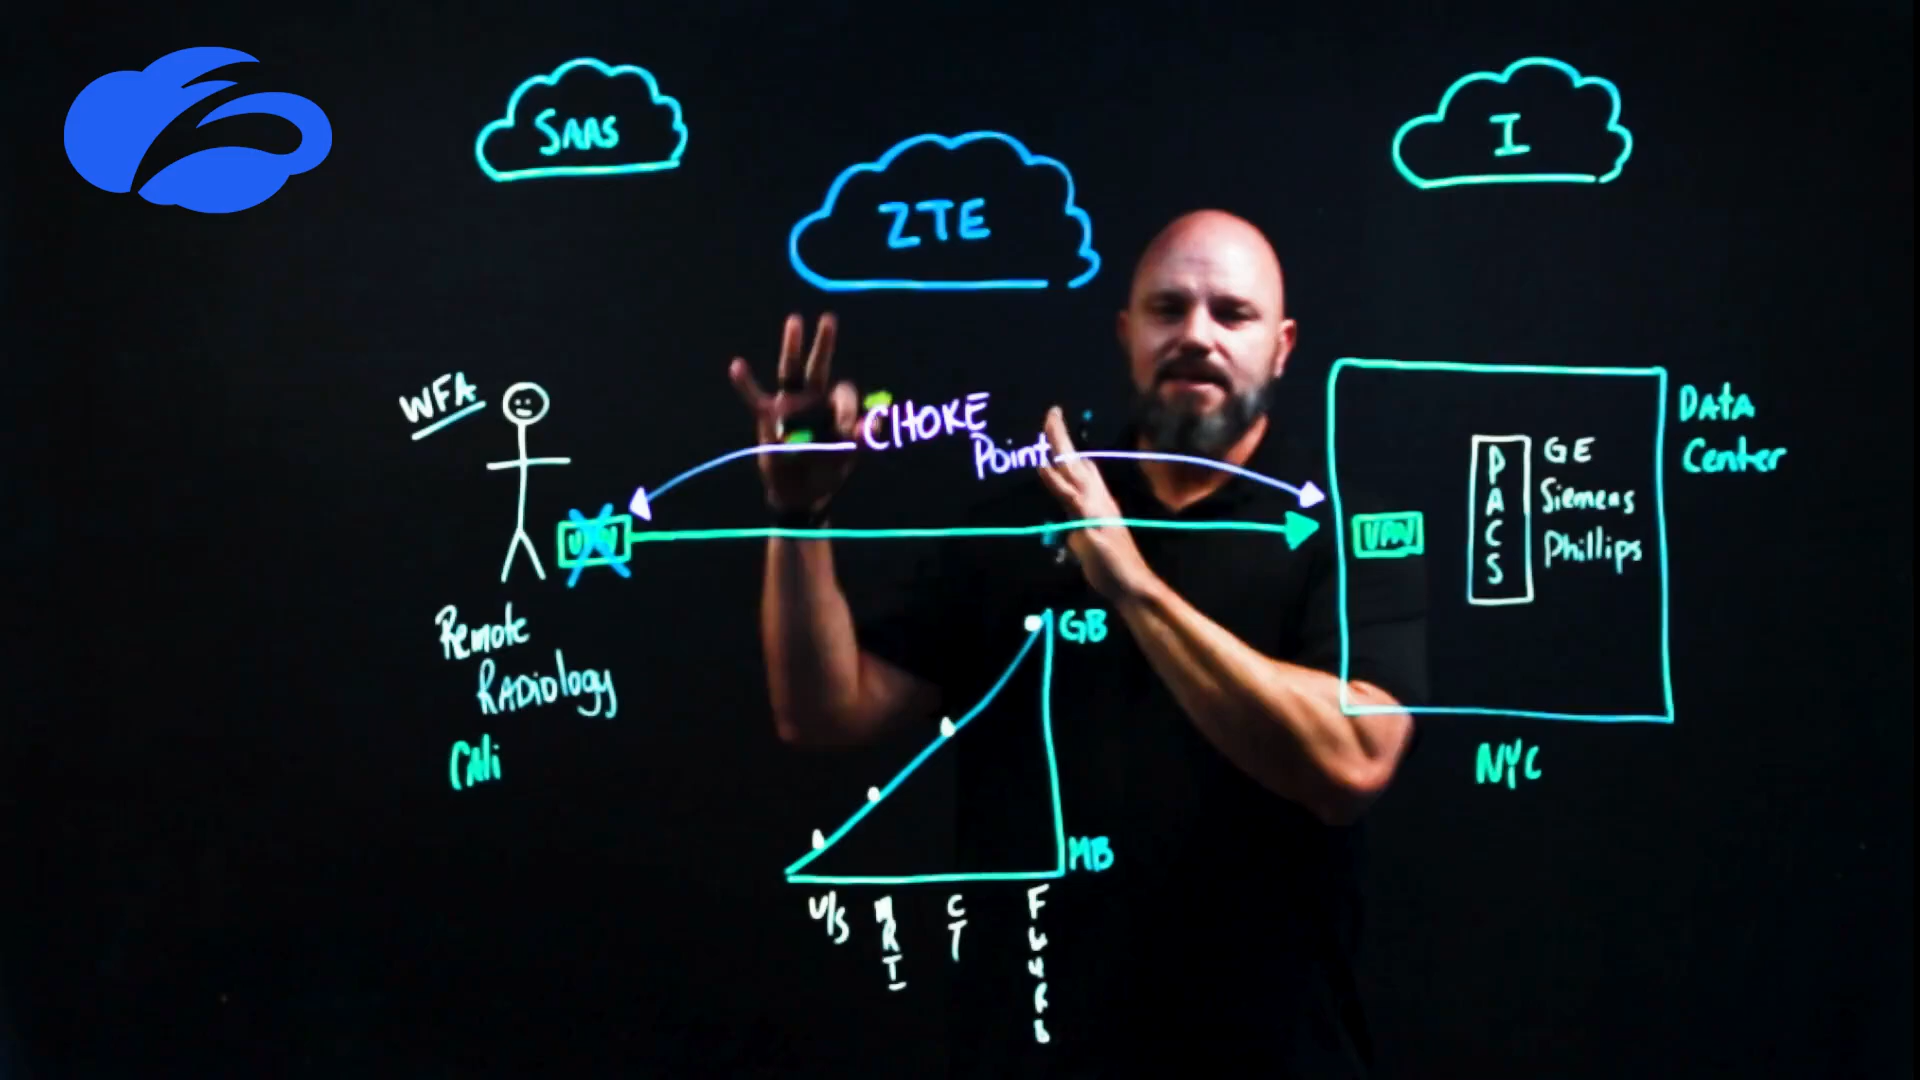 SAAS
I
ZTE
WFA
CHOKE
Point
Data
Center
PACS
GE
Siemens
Phillips
VPN
Remote
Radiology
Cali
NYC
GB
MB
U/S
MRI
CT